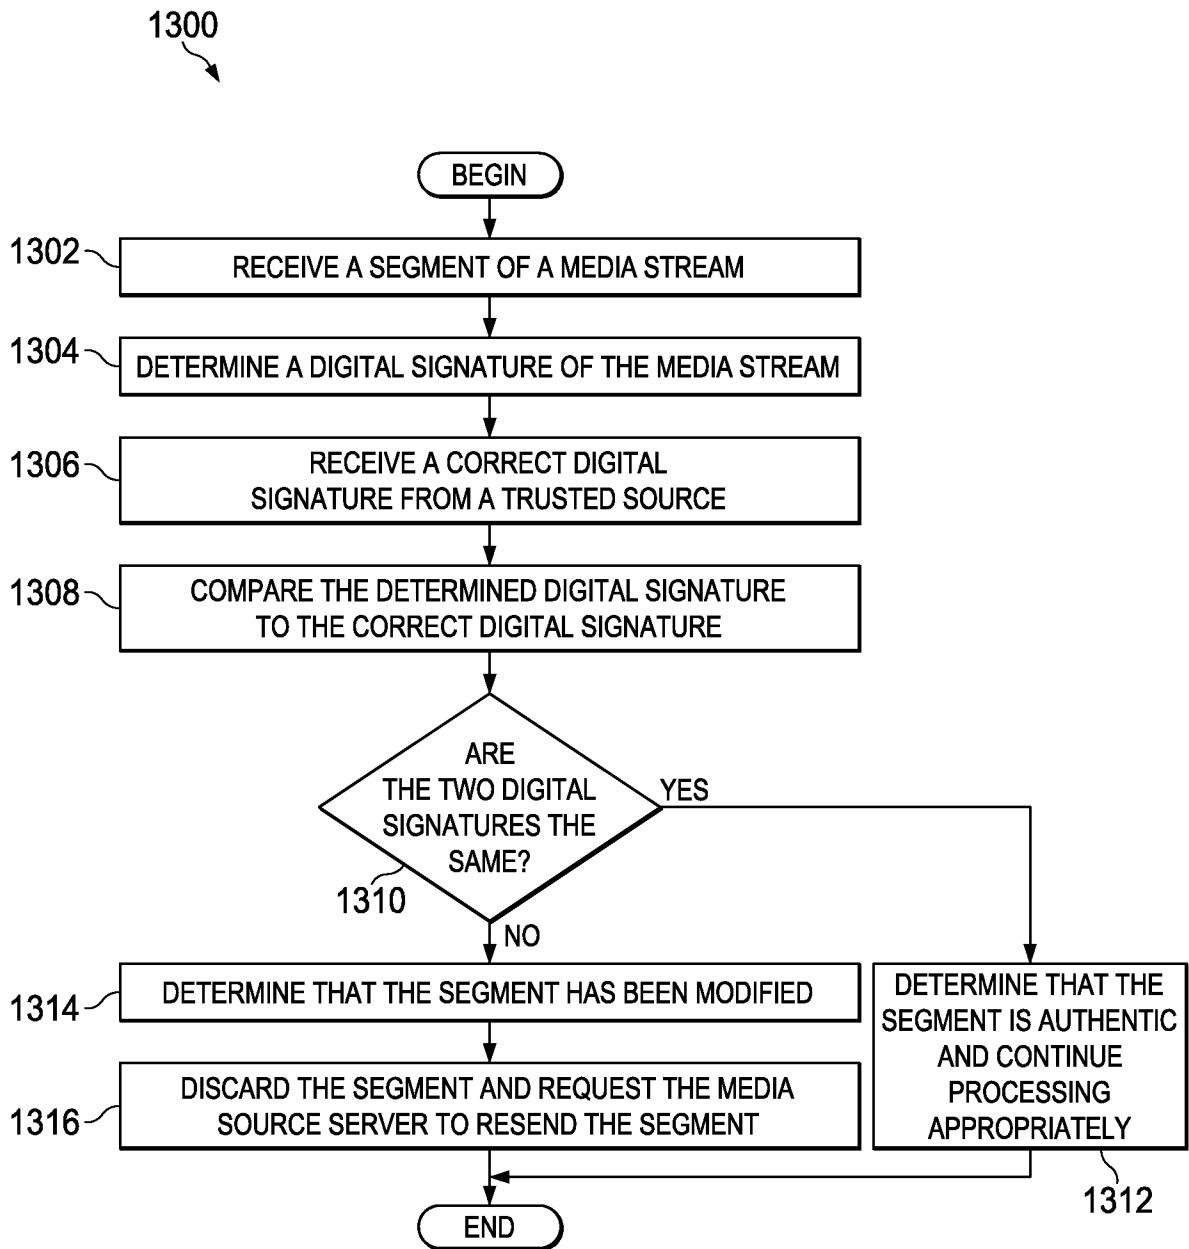 1300
BEGIN
1302
RECEIVE A SEGMENT OF A MEDIA STREAM
1304
DETERMINE A DIGITAL SIGNATURE OF THE MEDIA STREAM
1306
RECEIVE A CORRECT DIGITAL
SIGNATURE FROM A TRUSTED SOURCE
1308
COMPARE THE DETERMINED DIGITAL SIGNATURE
TO THE CORRECT DIGITAL SIGNATURE
ARE
THE TWO DIGITAL
SIGNATURES THE
SAME?
YES
1310
NO
1314
DETERMINE THAT THE SEGMENT HAS BEEN MODIFIED
1316
DISCARD THE SEGMENT AND REQUEST THE MEDIA
SOURCE SERVER TO RESEND THE SEGMENT
DETERMINE THAT THE
SEGMENT IS AUTHENTIC
AND CONTINUE
PROCESSING
APPROPRIATELY
1312
END